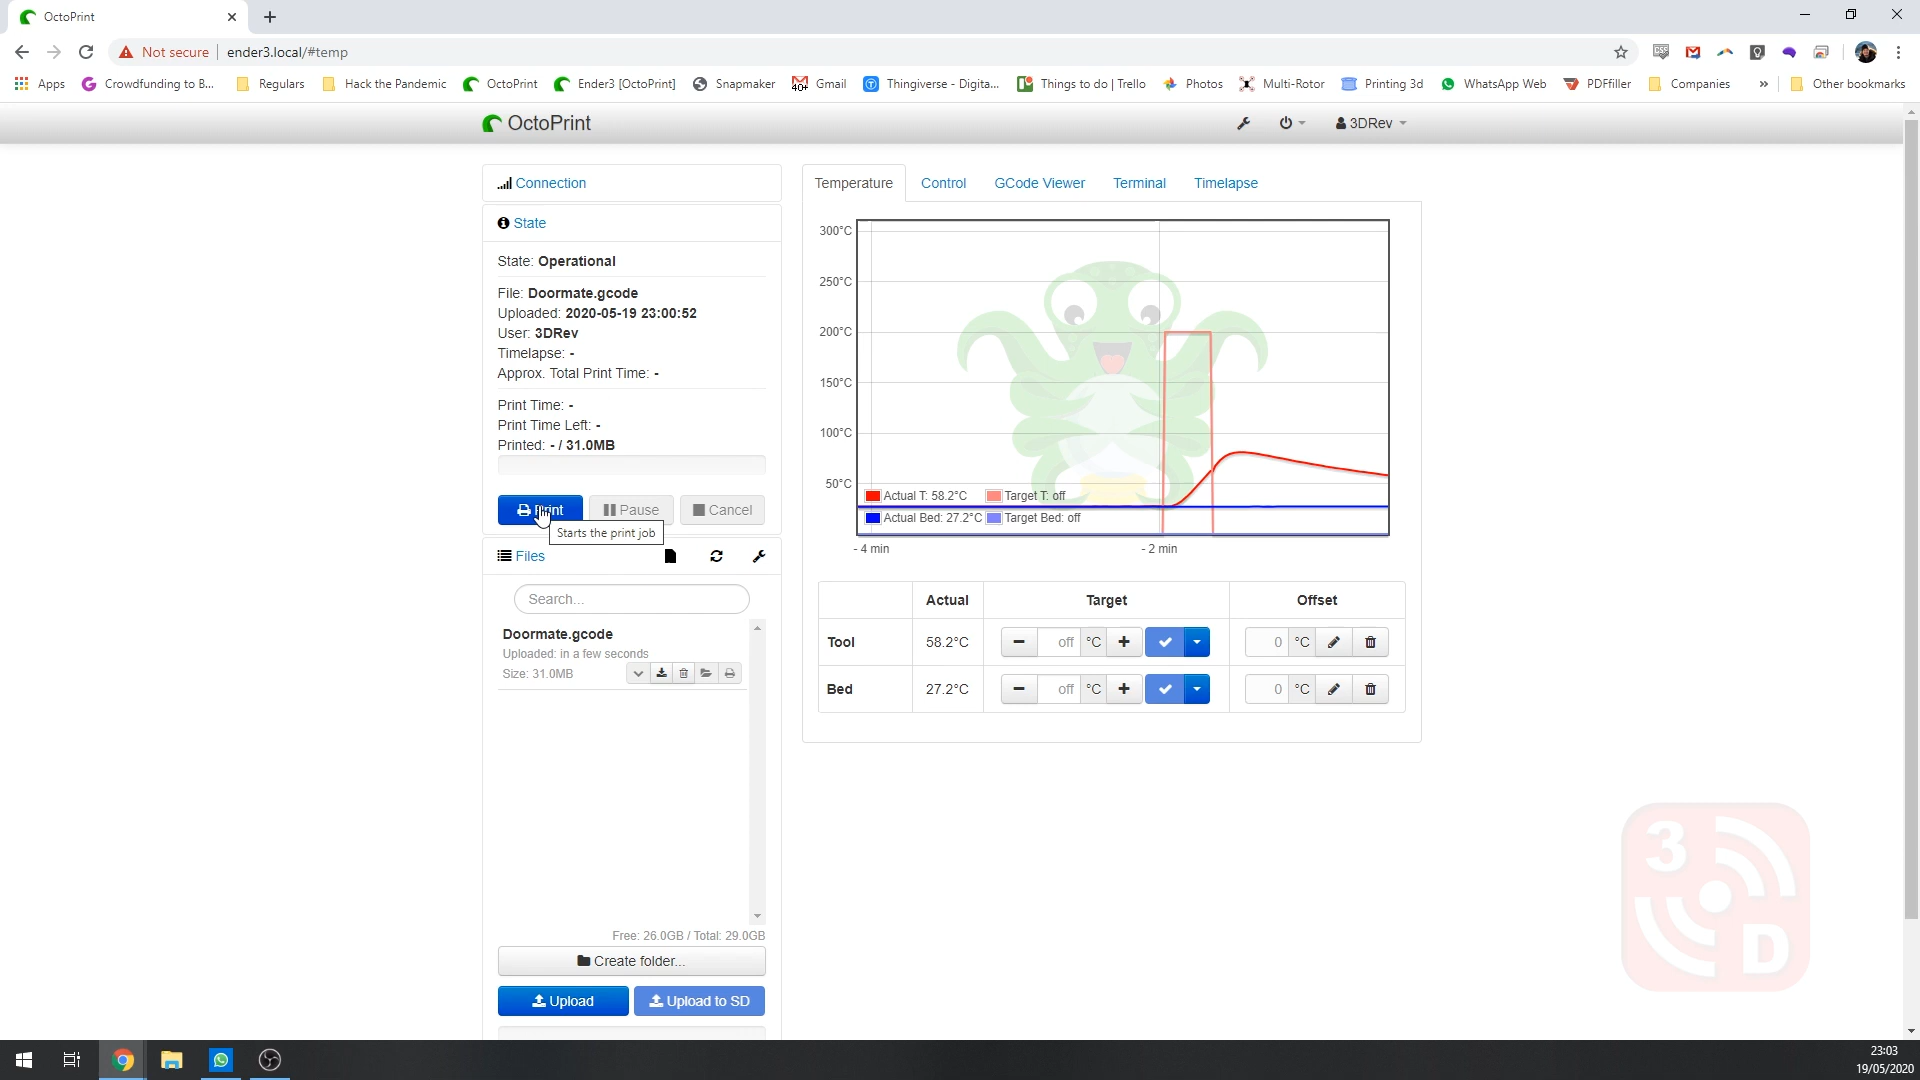 OctoPrint
Not secure
ender3.local/#temp
Apps
Crowdfunding to B...
Regulars
Hack the Pandemic
OctoPrint
Ender3 [OctoPrint]
Snapmaker
40+
Gmail
Thingiverse - Digita...
Things to do | Trello
Photos
Multi-Rotor
Printing 3d
WhatsApp Web
PDFfiller
Companies
»
Other bookmarks
OctoPrint
3DRev
Connection
State
State: Operational
File: Doormate.gcode
Uploaded: 2020-05-19 23:00:52
User: 3DRev
Timelapse: -
Approx. Total Print Time: -
Print Time: -
Print Time Left: -
Printed: - / 31.0MB
Pause
Cancel
Starts the print job
Files
Search...
Doormate.gcode
Uploaded: in a few seconds
Size: 31.0MB
Free: 26.0GB / Total: 29.0GB
Create folder...
Upload
Upload to SD
Temperature
Control
GCode Viewer
Terminal
Timelapse
300°C
250°C
200°C
150°C
100°C
50°C
Actual T: 58.2°C
Target T: off
Actual Bed: 27.2°C
Target Bed: off
- 4 min
- 2 min
Actual
Target
Offset
Tool
58.2°C
off
°C
0
°C
Bed
27.2°C
off
°C
0
°C
3
D
23:03
19/05/2020